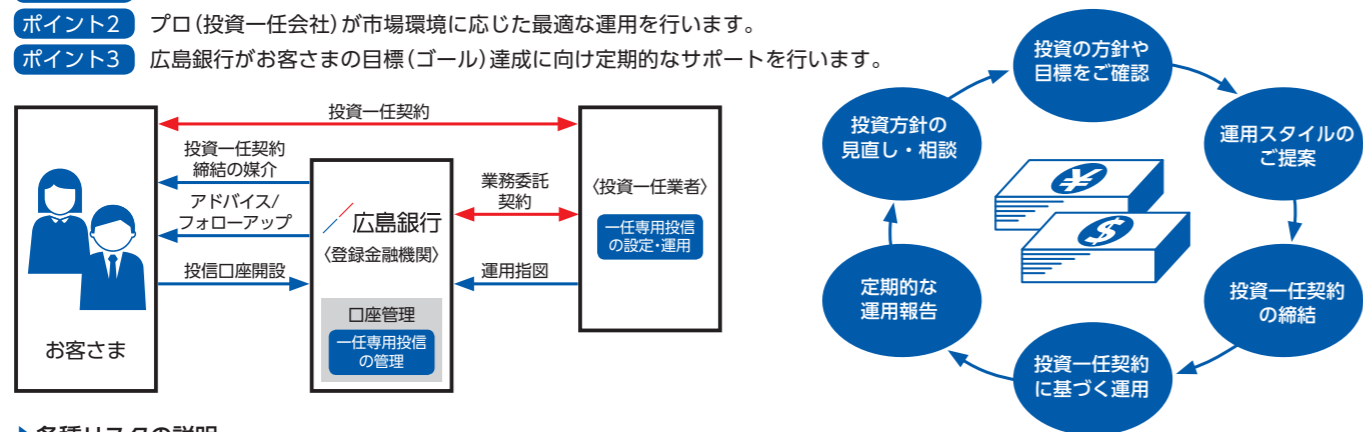 ポイント2 プロ(投資一任会社)が市場環境に応じた最適な運用を行います。
ポイント3 広島銀行がお客さまの目標(ゴール)達成に向け定期的なサポートを行います。
投資一任契約
投資一任契約
締結の媒介
アドバイス/
フォローアップ
投信口座開設
お客さま
広島銀行
〈登録金融機関〉
口座管理
一任専用投信
の管理
業務委託
契約
運用指図
〈投資一任業者〉
一任専用投信
の設定・運用
投資の方針や
目標をご確認
運用スタイルの
ご提案
投資一任契約
の締結
投資一任契約
に基づく運用
定期的な
運用報告
投資方針の
見直し・相談
¥
$